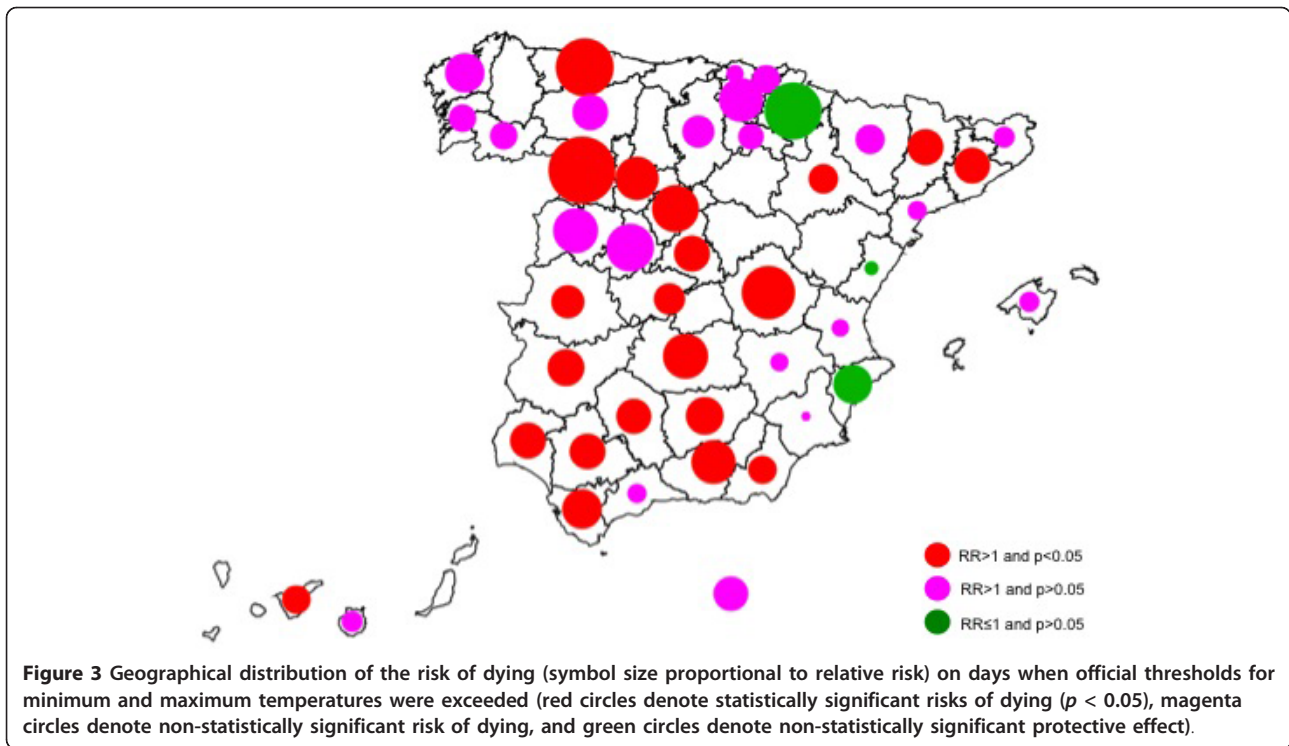 RR>1 and p<0.05
RR>1 and p>0.05
RR≤1 and p>0.05
Figure 3 Geographical distribution of the risk of dying (symbol size proportional to relative risk) on days when official thresholds for
minimum and maximum temperatures were exceeded (red circles denote statistically significant risks of dying (p < 0.05), magenta
circles denote non-statistically significant risk of dying, and green circles denote non-statistically significant protective effect).